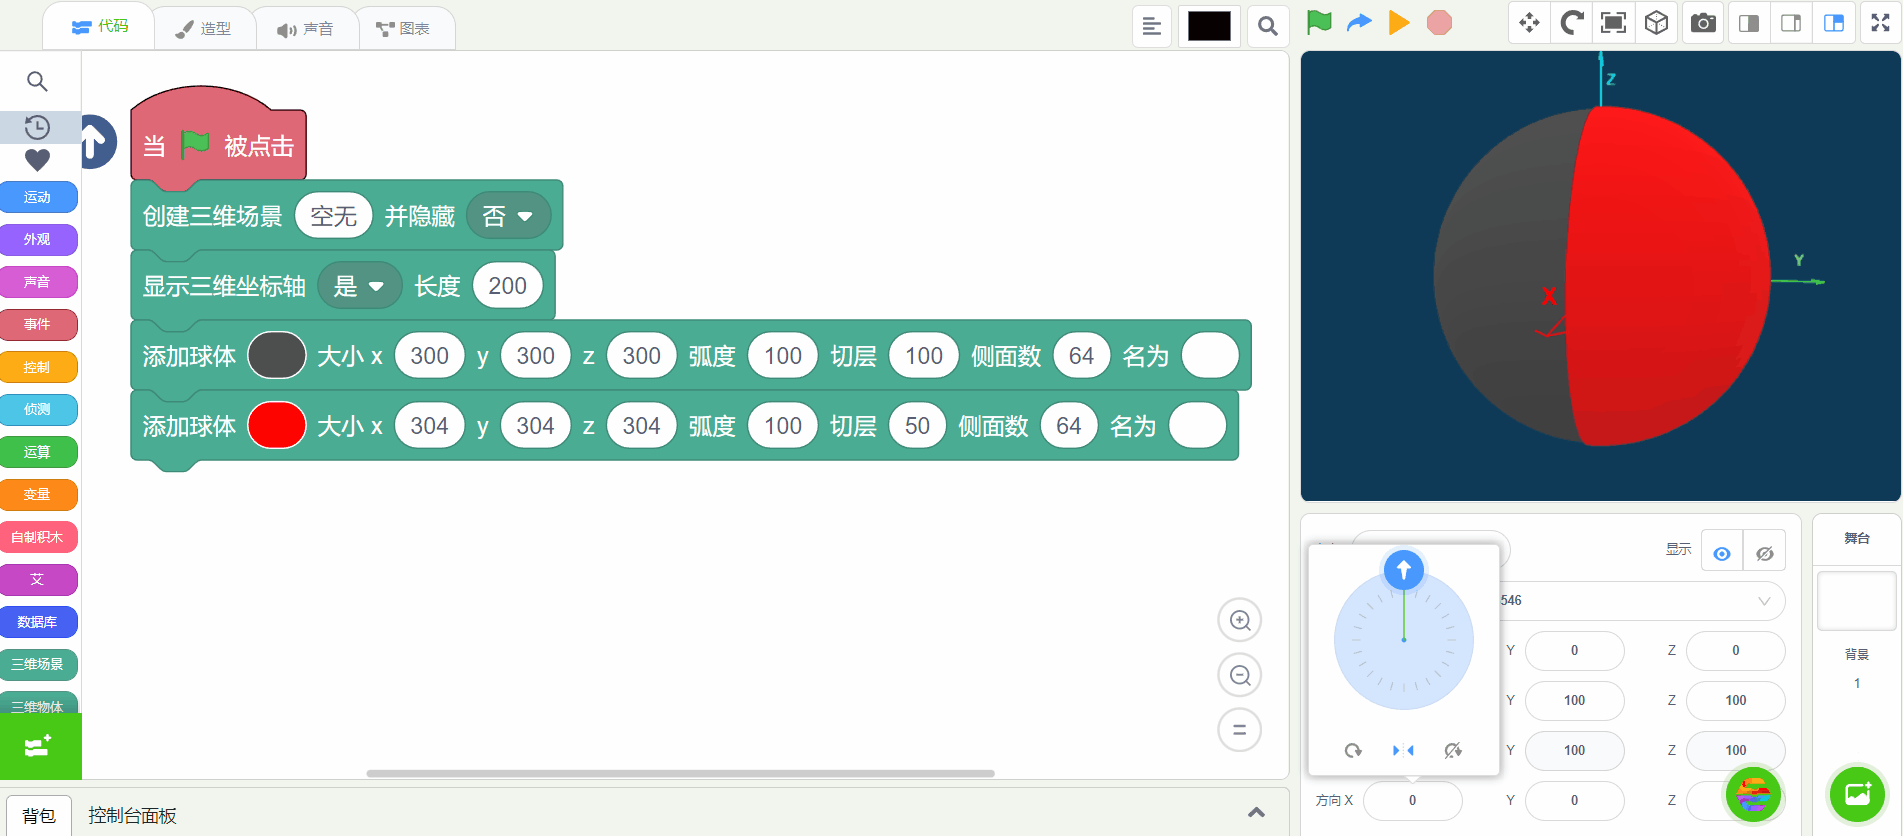 代码
造型
声音
图表
运动
外观
声音
事件
控制
侦测
运算
变量
自制积木
艾
数据库
三维场景
三维物体
当 被点击
创建三维场景 空无 并隐藏 否
显示三维坐标轴 是 长度 200
添加球体 大小 x 300 y 300 z 300 弧度 100 切层 100 侧面数 64 名为
添加球体 大小 x 304 y 304 z 304 弧度 100 切层 50 侧面数 64 名为
背包
控制台面板
Z
Y
X
显示
546
Y 0 Z 0
Y 100 Z 100
Y 100 Z 100
方向 X 0 Y 0 Z
舞台
背景
1